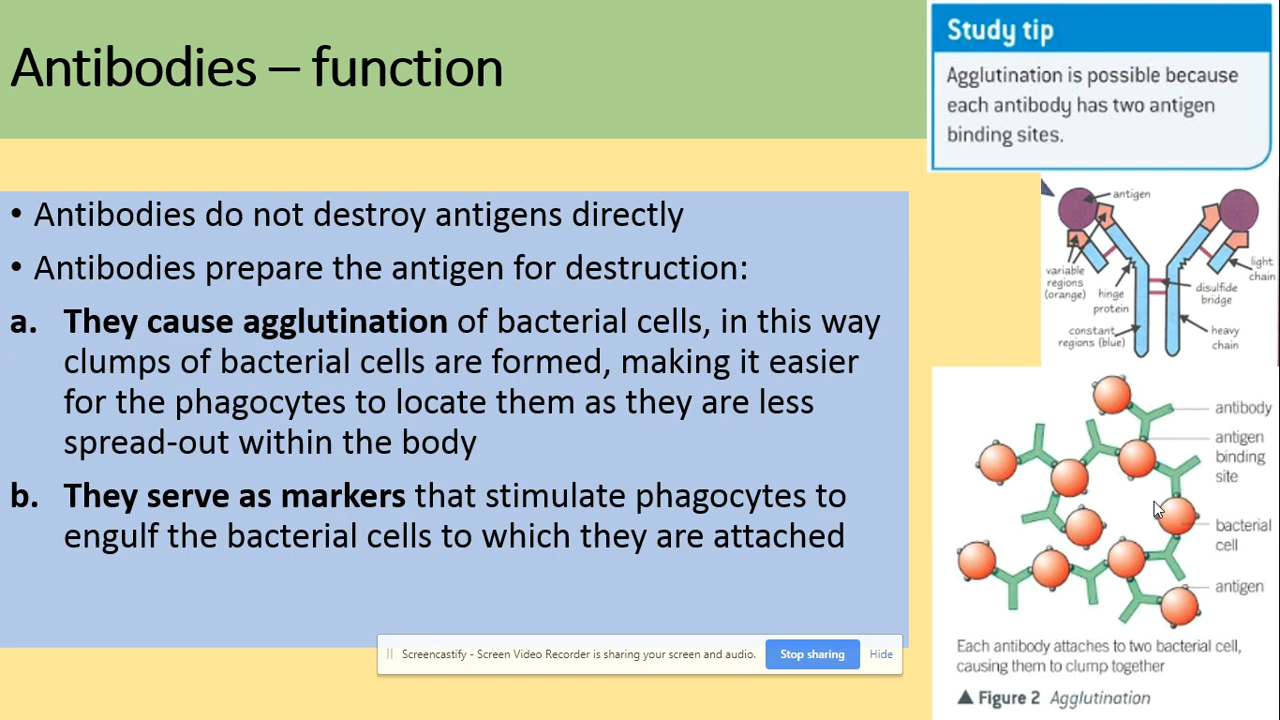 Antibodies – function
• Antibodies do not destroy antigens directly
• Antibodies prepare the antigen for destruction:
a. They cause agglutination of bacterial cells, in this way
clumps of bacterial cells are formed, making it easier
for the phagocytes to locate them as they are less
spread-out within the body
b. They serve as markers that stimulate phagocytes to
engulf the bacterial cells to which they are attached
Study tip
Agglutination is possible because
each antibody has two antigen
binding sites.
antigen
variable
regions
(orange)
hinge
protein
disulfide
bridge
light
chain
constant
regions (blue)
heavy
chain
antibody
antigen
binding
site
bacterial
cell
antigen
Each antibody attaches to two bacterial cell,
causing them to clump together
▲ Figure 2 Agglutination
Screencastify - Screen Video Recorder is sharing your screen and audio.
Stop sharing
Hide